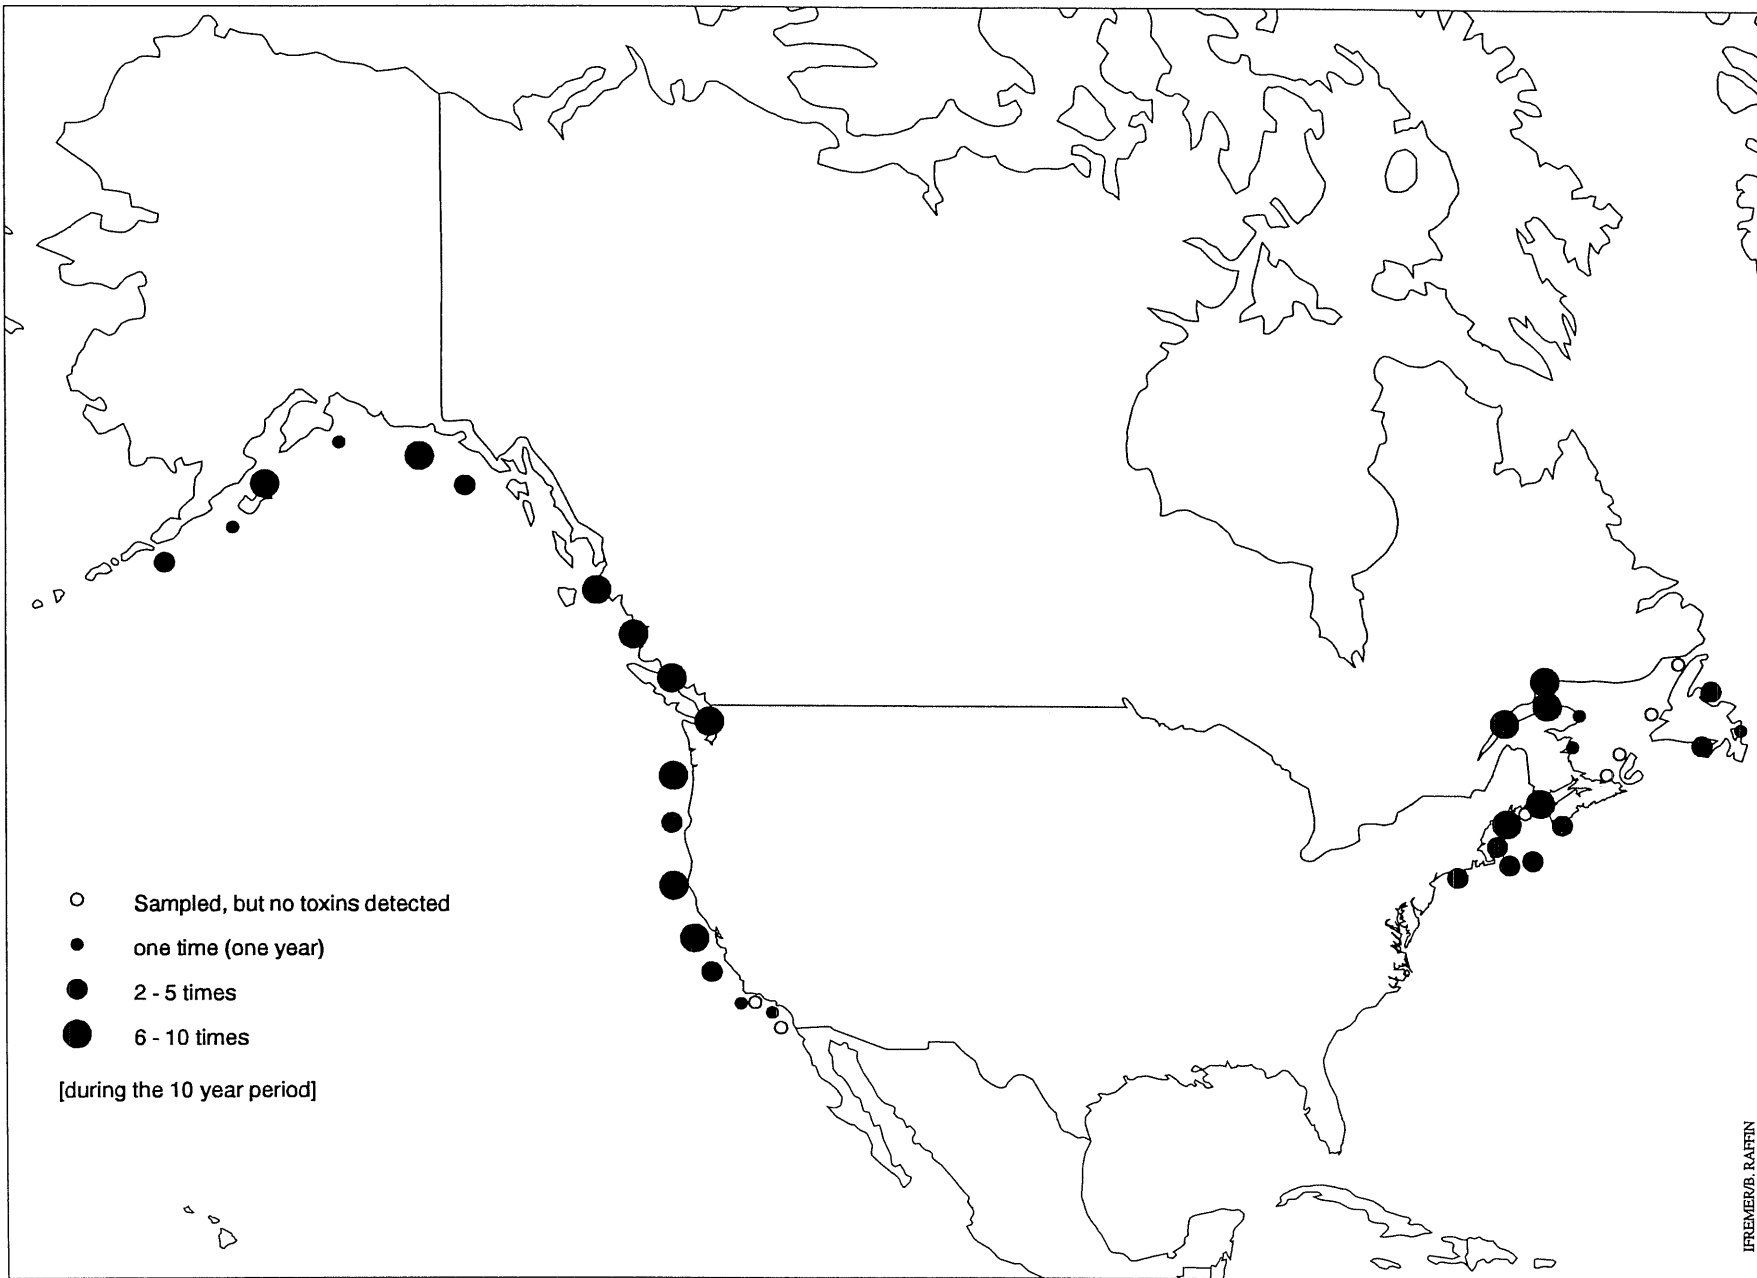 Sampled, but no toxins detected
one time (one year)
2 - 5 times
6 - 10 times
[during the 10 year period]
IFREMER/B. RAFFIN